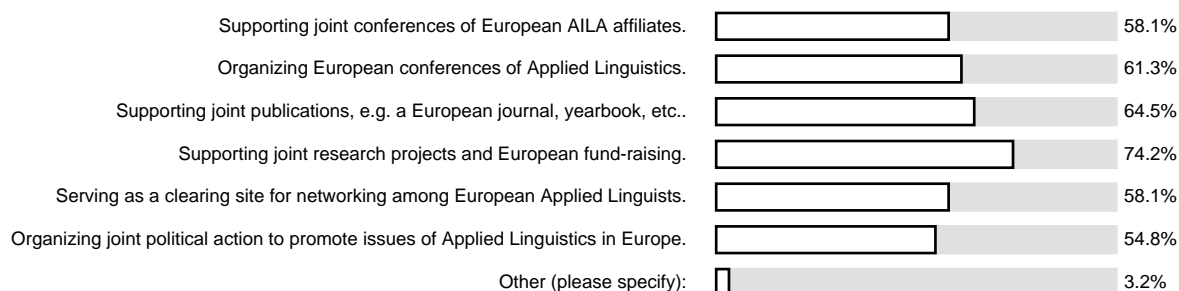 Supporting joint conferences of European AILA affiliates. 58.1%
Organizing European conferences of Applied Linguistics. 61.3%
Supporting joint publications, e.g. a European journal, yearbook, etc.. 64.5%
Supporting joint research projects and European fund-raising. 74.2%
Serving as a clearing site for networking among European Applied Linguists. 58.1%
Organizing joint political action to promote issues of Applied Linguistics in Europe. 54.8%
Other (please specify): 3.2%